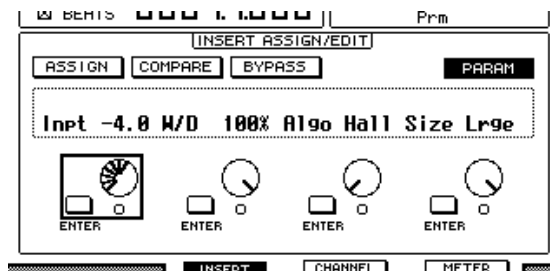 BEATS Prm
INSERT ASSIGN/EDIT
ASSIGN COMPARE BYPASS PARAM
Inpt -4.0 W/D 100% Algo Hall Size Lrge
ENTER ENTER ENTER ENTER
INSERT CHANNEL METER